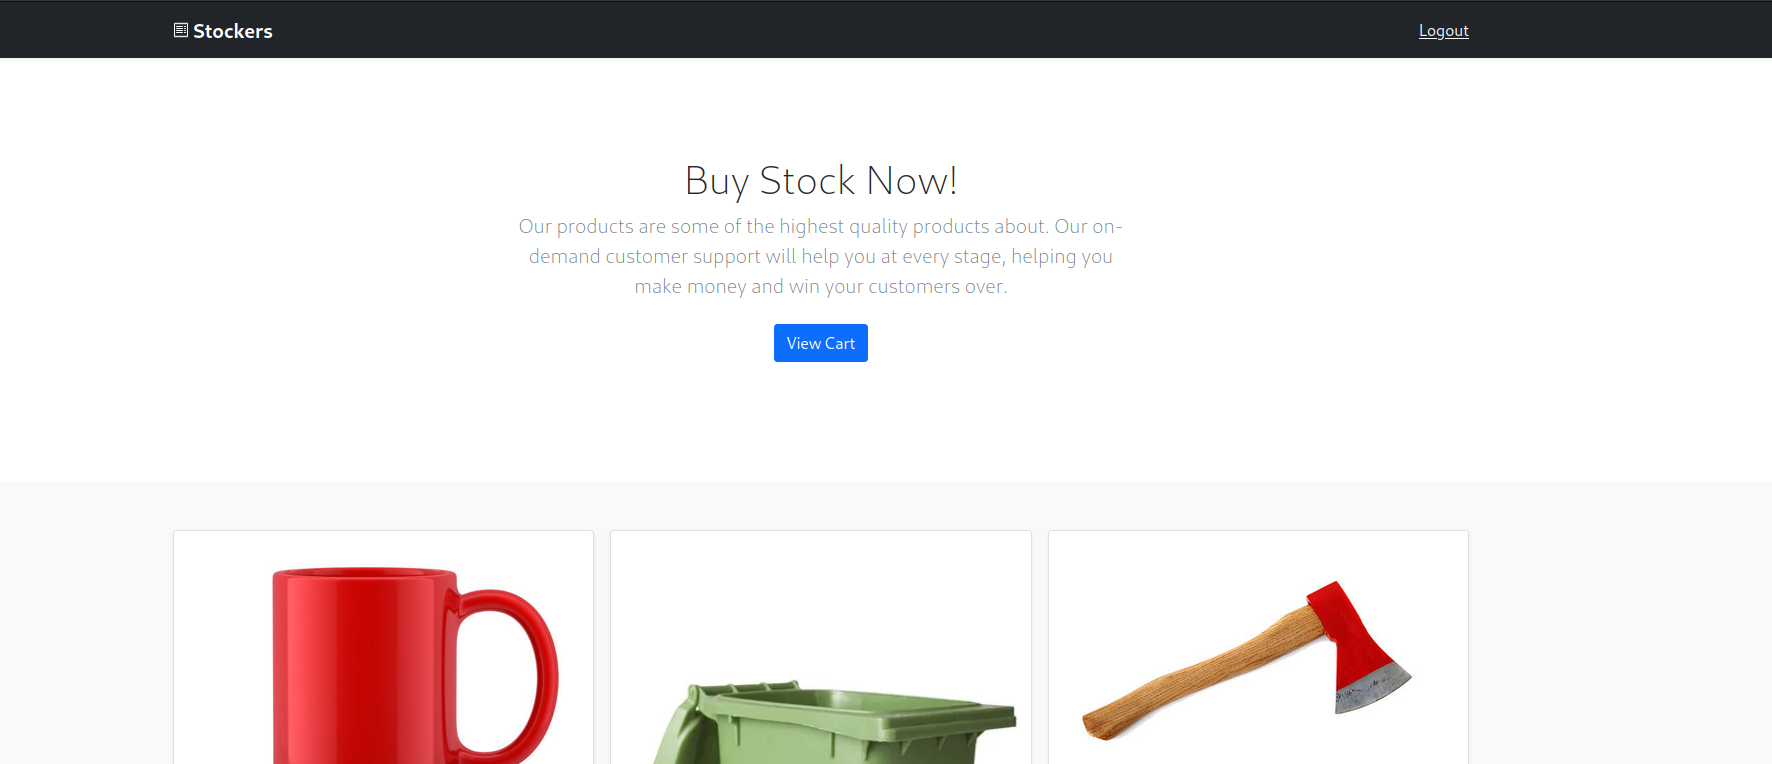 Stockers
Logout
Buy Stock Now!
Our products are some of the highest quality products about. Our on-
demand customer support will help you at every stage, helping you
make money and win your customers over.
View Cart